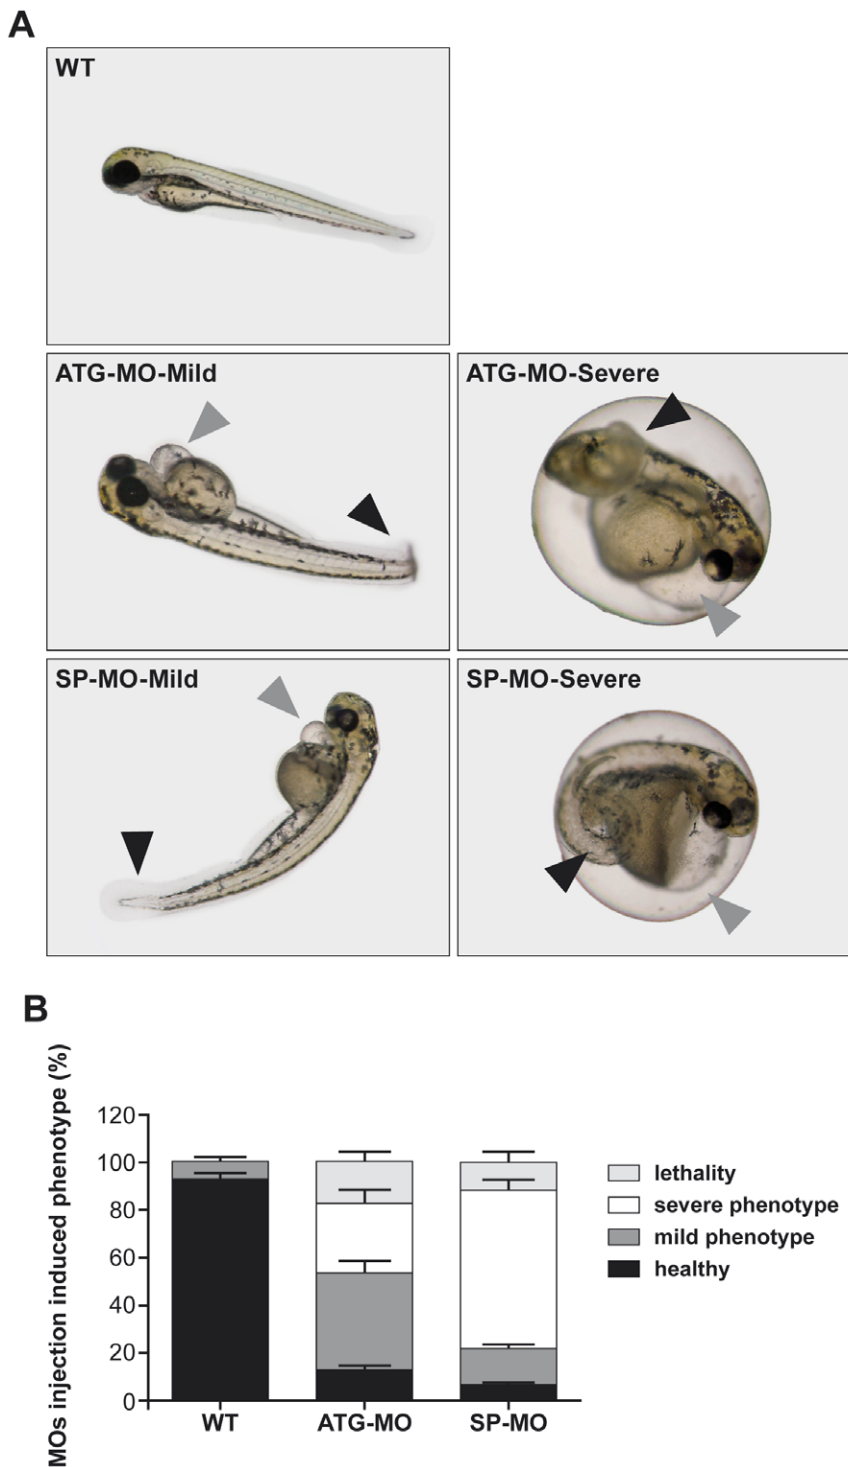 A
WT
ATG-MO-Mild
ATG-MO-Severe
SP-MO-Mild
SP-MO-Severe
B
MOs injection induced phenotype (%)
120
100
80
60
40
20
0
WT
ATG-MO
SP-MO
lethality
severe phenotype
mild phenotype
healthy